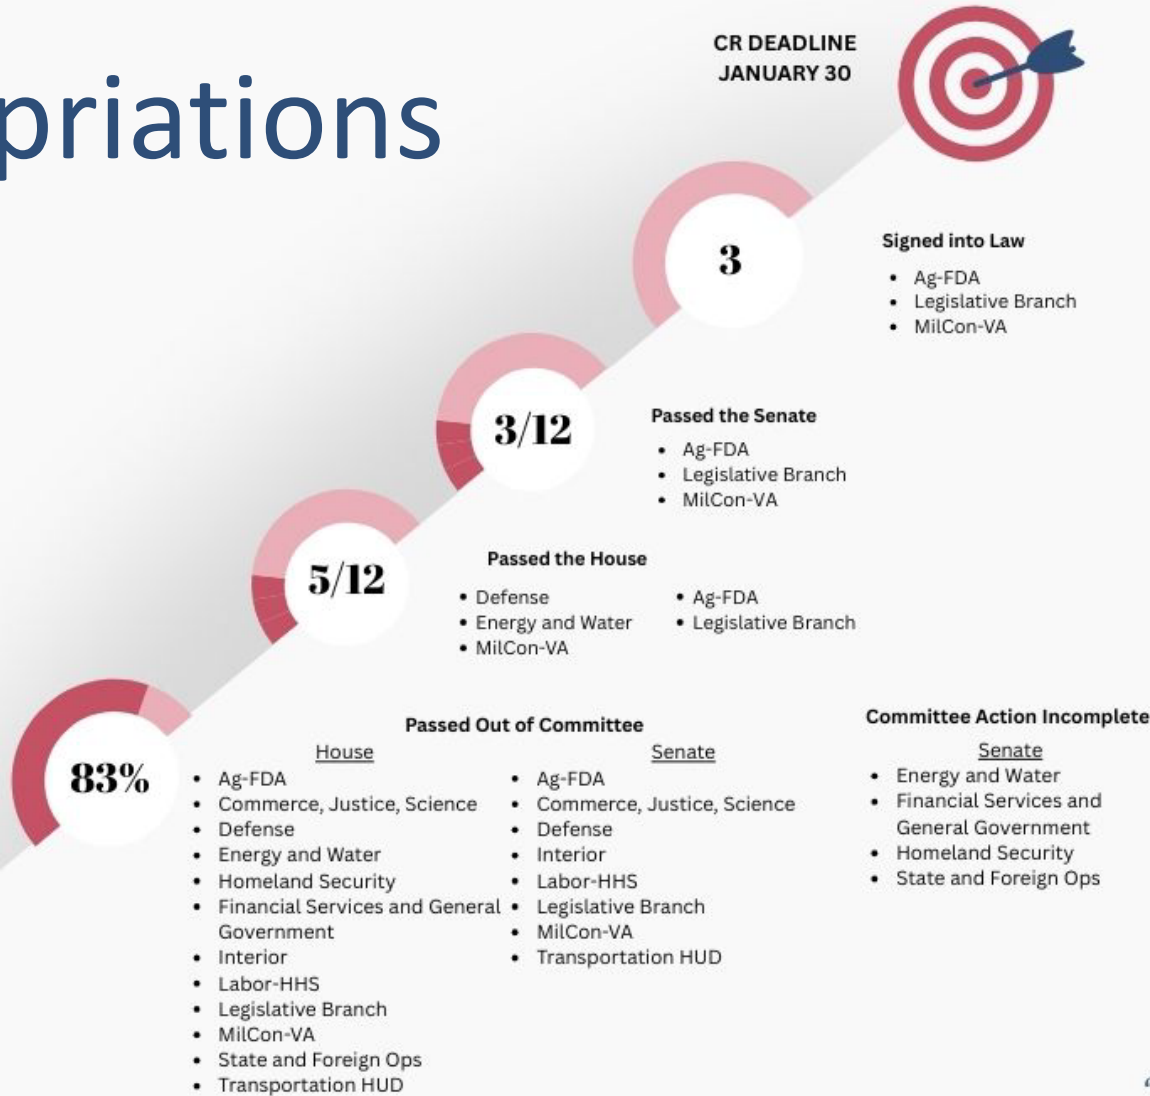 priations
CR DEADLINE
JANUARY 30
3
Signed into Law
• Ag-FDA
• Legislative Branch
• MilCon-VA
3/12
Passed the Senate
• Ag-FDA
• Legislative Branch
• MilCon-VA
5/12
Passed the House
• Defense
• Energy and Water
• MilCon-VA
• Ag-FDA
• Legislative Branch
83%
Passed Out of Committee
House
• Ag-FDA
• Commerce, Justice, Science
• Defense
• Energy and Water
• Homeland Security
• Financial Services and General
Government
• Interior
• Labor-HHS
• Legislative Branch
• MilCon-VA
• State and Foreign Ops
• Transportation HUD
Senate
• Ag-FDA
• Commerce, Justice, Science
• Defense
• Interior
• Labor-HHS
• Legislative Branch
• MilCon-VA
• Transportation HUD
Committee Action Incomplete
Senate
• Energy and Water
• Financial Services and
General Government
• Homeland Security
• State and Foreign Ops